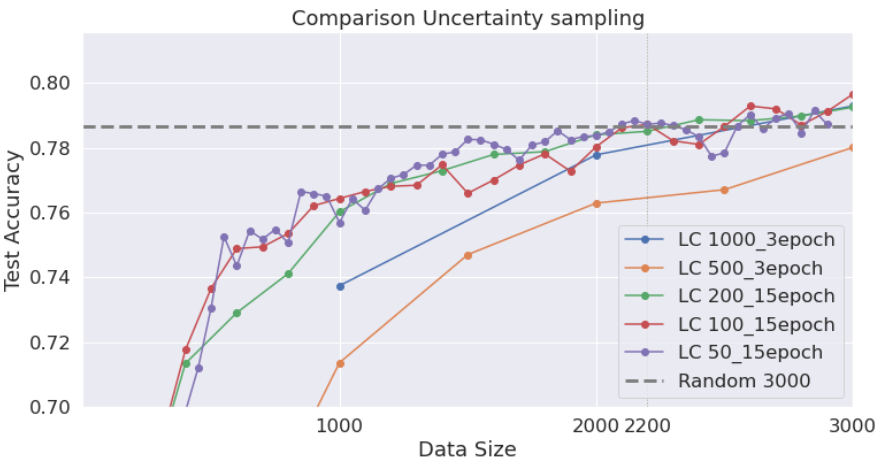 Comparison Uncertainty sampling
Test Accuracy
0.80
0.78
0.76
0.74
0.72
0.70
1000
2000
2200
3000
Data Size
LC 1000_3epoch
LC 500_3epoch
LC 200_15epoch
LC 100_15epoch
LC 50_15epoch
Random 3000